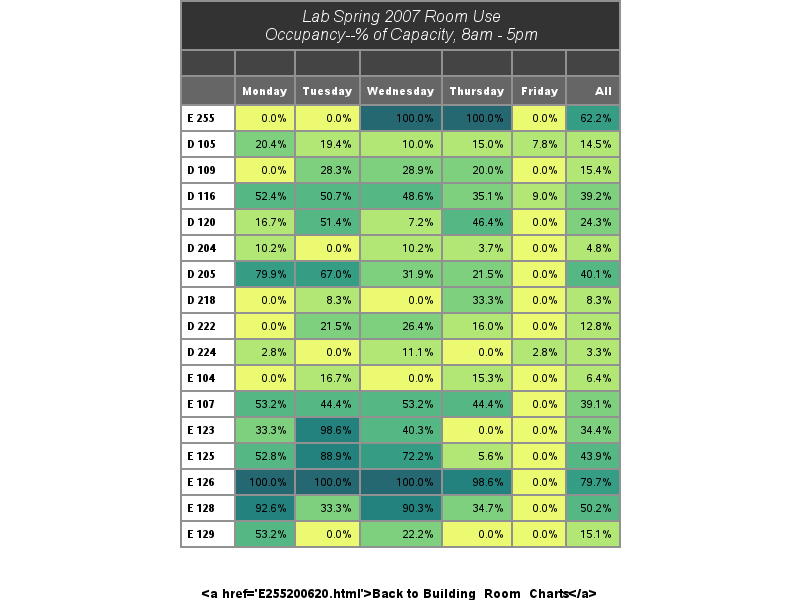 Lab Spring 2007 Room Use
Occupancy--% of Capacity, 8am - 5pm
Monday Tuesday Wednesday Thursday Friday All
E 255 0.0% 0.0% 100.0% 100.0% 0.0% 62.2%
D 105 20.4% 19.4% 10.0% 15.0% 7.8% 14.5%
D 109 0.0% 28.3% 28.9% 20.0% 0.0% 15.4%
D 116 52.4% 50.7% 48.6% 35.1% 9.0% 39.2%
D 120 16.7% 51.4% 7.2% 46.4% 0.0% 24.3%
D 204 10.2% 0.0% 10.2% 3.7% 0.0% 4.8%
D 205 79.9% 67.0% 31.9% 21.5% 0.0% 40.1%
D 218 0.0% 8.3% 0.0% 33.3% 0.0% 8.3%
D 222 0.0% 21.5% 26.4% 16.0% 0.0% 12.8%
D 224 2.8% 0.0% 11.1% 0.0% 2.8% 3.3%
E 104 0.0% 16.7% 0.0% 15.3% 0.0% 6.4%
E 107 53.2% 44.4% 53.2% 44.4% 0.0% 39.1%
E 123 33.3% 98.6% 40.3% 0.0% 0.0% 34.4%
E 125 52.8% 88.9% 72.2% 5.6% 0.0% 43.9%
E 126 100.0% 100.0% 100.0% 98.6% 0.0% 79.7%
E 128 92.6% 33.3% 90.3% 34.7% 0.0% 50.2%
E 129 53.2% 0.0% 22.2% 0.0% 0.0% 15.1%
<a href='E255200620.html'>Back to Building_Room_Charts</a>